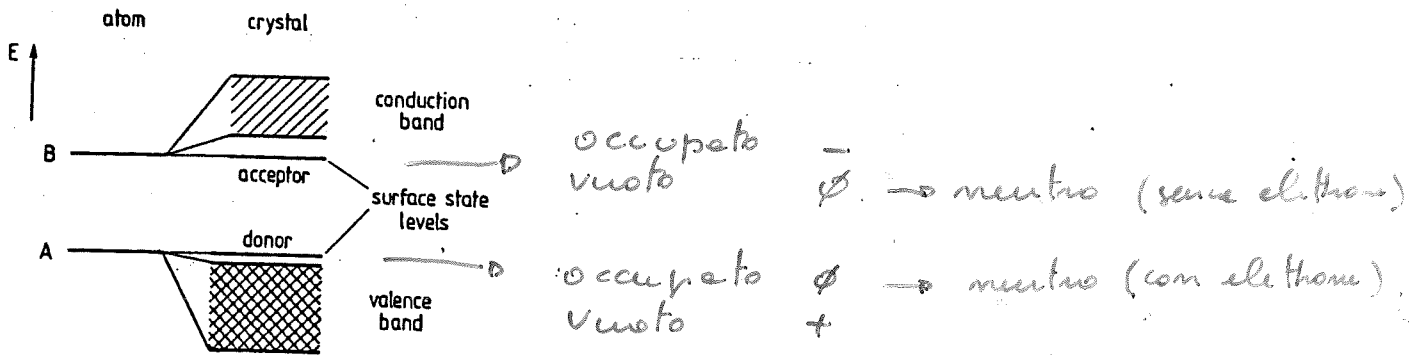 atom crystal
E
conduction
band
B
acceptor
surface state
levels
A
donor
valence
band
occupato -
vuoto ø → neutro (senza elettrone)
occupato ø → neutro (con elettrone)
vuoto +